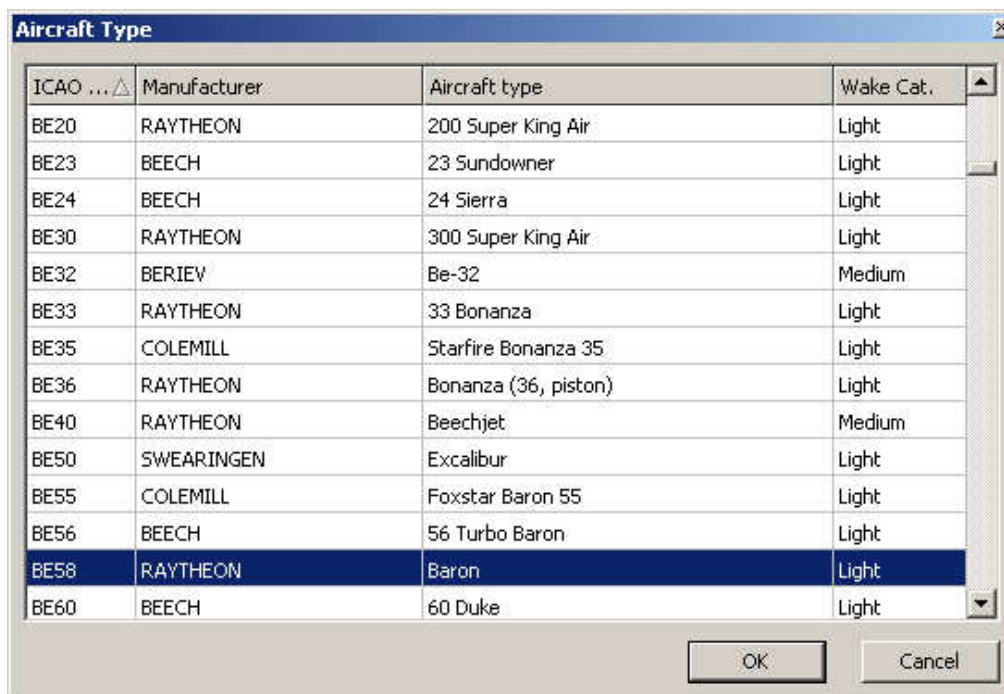 Aircraft Type
ICAO ... Manufacturer Aircraft type Wake Cat.
BE20 RAYTHEON 200 Super King Air Light
BE23 BEECH 23 Sundowner Light
BE24 BEECH 24 Sierra Light
BE30 RAYTHEON 300 Super King Air Light
BE32 BERIEV Be-32 Medium
BE33 RAYTHEON 33 Bonanza Light
BE35 COLEMILL Starfire Bonanza 35 Light
BE36 RAYTHEON Bonanza (36, piston) Light
BE40 RAYTHEON Beechjet Medium
BE50 SWEARINGEN Excalibur Light
BE55 COLEMILL Foxstar Baron 55 Light
BE56 BEECH 56 Turbo Baron Light
BE58 RAYTHEON Baron Light
BE60 BEECH 60 Duke Light
OK Cancel